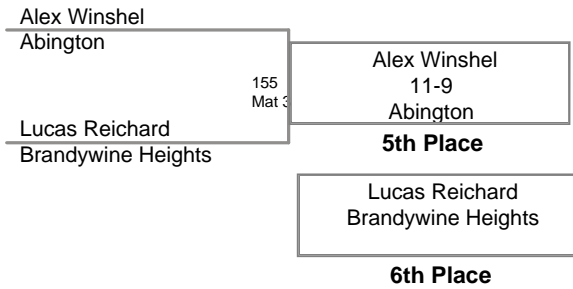 Alex Winshel
Abington
155
Mat 3
Lucas Reichard
Brandywine Heights
Alex Winshel
11-9
Abington
5th Place
Lucas Reichard
Brandywine Heights
6th Place